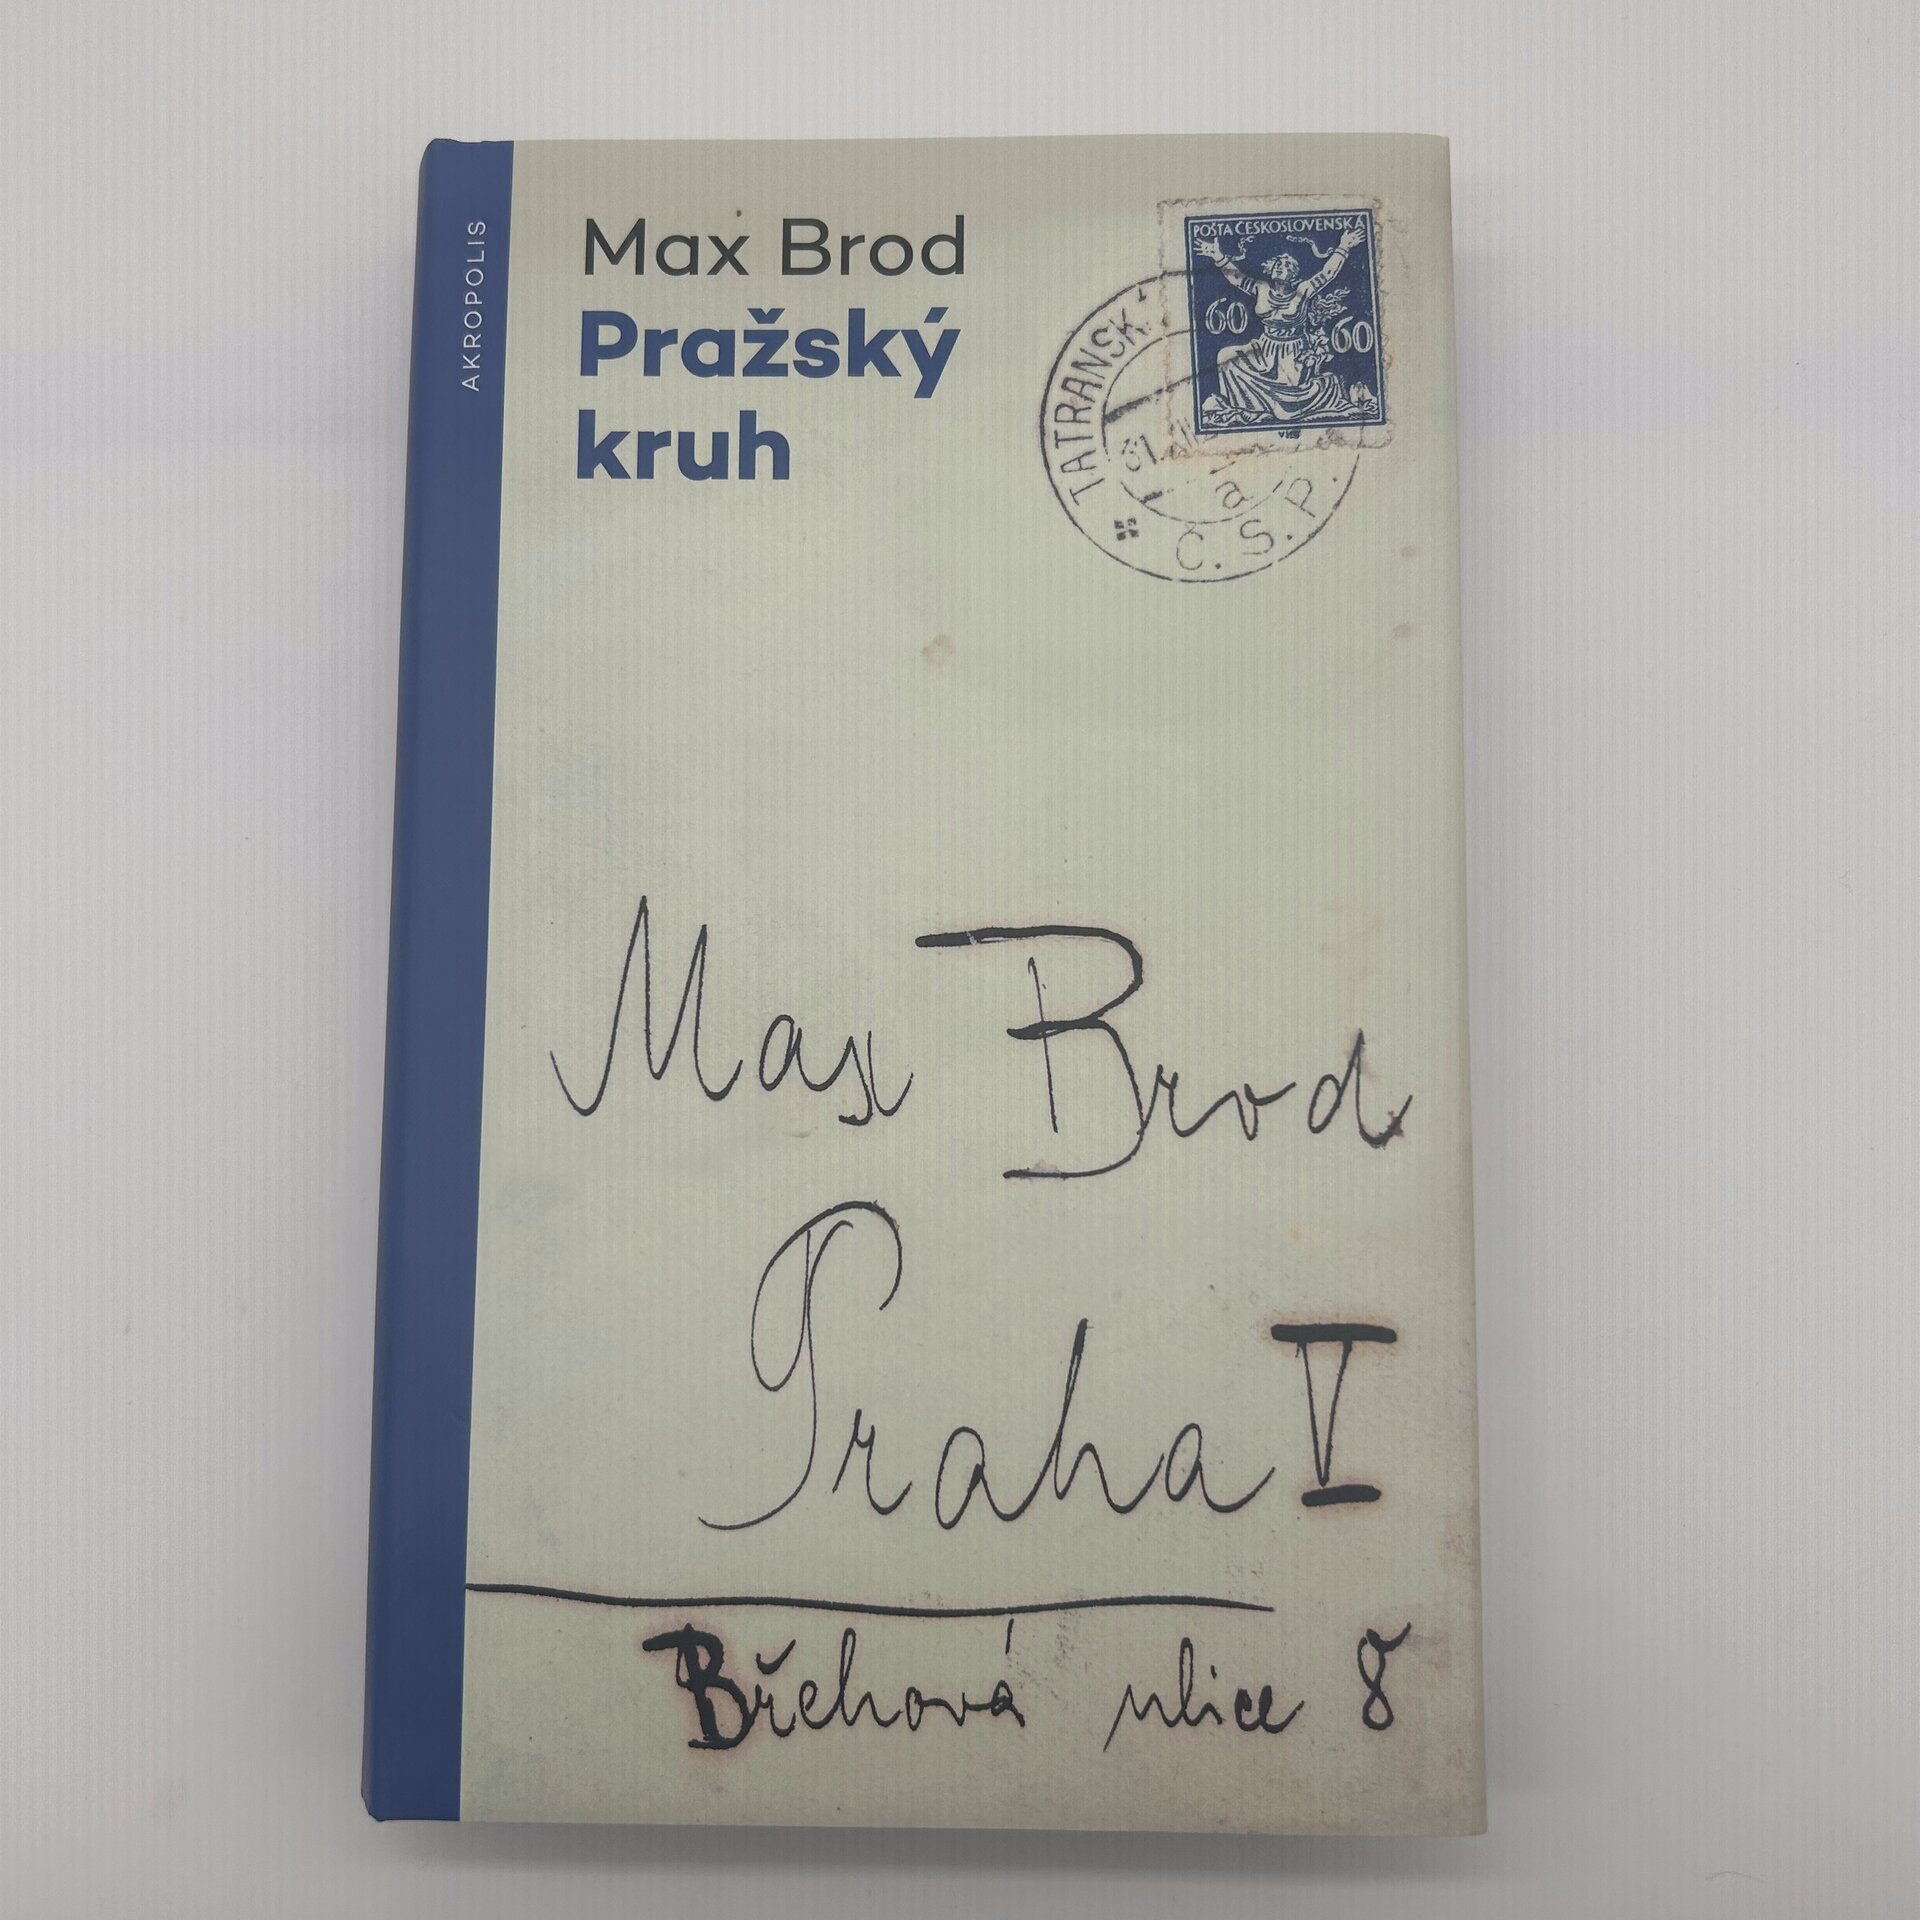 AKROPOLIS
Max Brod
Pražský
kruh
POŠTA ČESKOSLOVENSKÁ
60
60
TATRANSK
a
Č.S.P.
Max Brod
Praha V
Břehová ulice 8